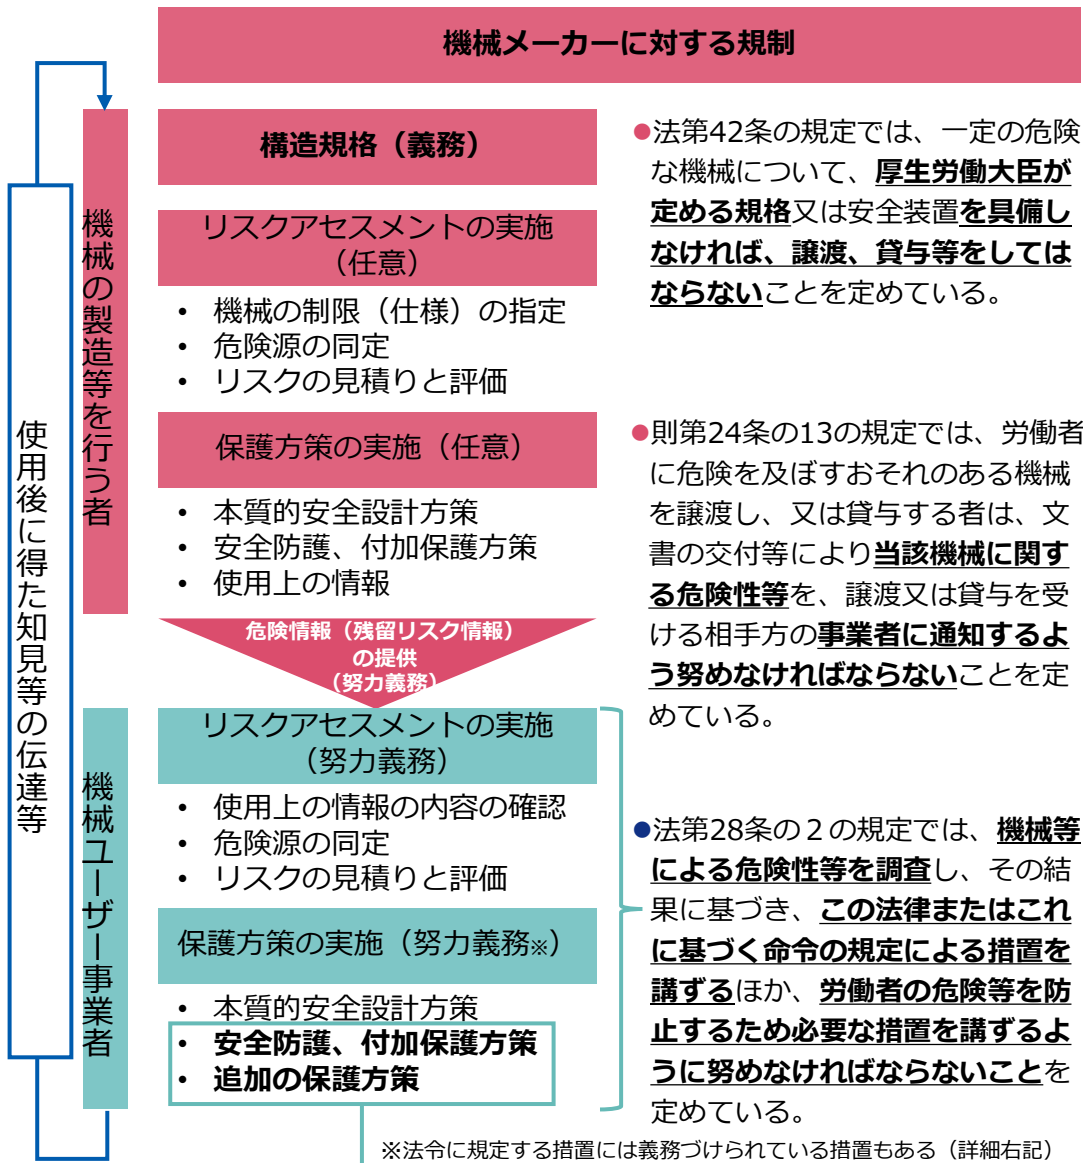 機械メーカーに対する規制
使用後に得た知見等の伝達等
機械の製造等を行う者
構造規格（義務）
リスクアセスメントの実施
（任意）
• 機械の制限（仕様）の指定
• 危険源の同定
• リスクの見積りと評価
保護方策の実施（任意）
• 本質的安全設計方策
• 安全防護、付加保護方策
• 使用上の情報
危険情報（残留リスク情報）
の提供
（努力義務）
機械ユーザー事業者
リスクアセスメントの実施
（努力義務）
• 使用上の情報の内容の確認
• 危険源の同定
• リスクの見積りと評価
保護方策の実施（努力義務※）
• 本質的安全設計方策
• 安全防護、付加保護方策
• 追加の保護方策
●法第42条の規定では、一定の危険
な機械について、厚生労働大臣が
定める規格又は安全装置を具備し
なければ、譲渡、貸与等をしては
ならないことを定めている。
●則第24条の13の規定では、労働者
に危険を及ぼすおそれのある機械
を譲渡し、又は貸与する者は、文
書の交付等により当該機械に関す
る危険性等を、譲渡又は貸与を受
ける相手方の事業者に通知するよ
う努めなければならないことを定
めている。
●法第28条の２の規定では、機械等
による危険性等を調査し、その結
果に基づき、この法律またはこれ
に基づく命令の規定による措置を
講ずるほか、労働者の危険等を防
止するため必要な措置を講ずるよ
うに努めなければならないことを
定めている。
※法令に規定する措置には義務づけられている措置もある（詳細右記）